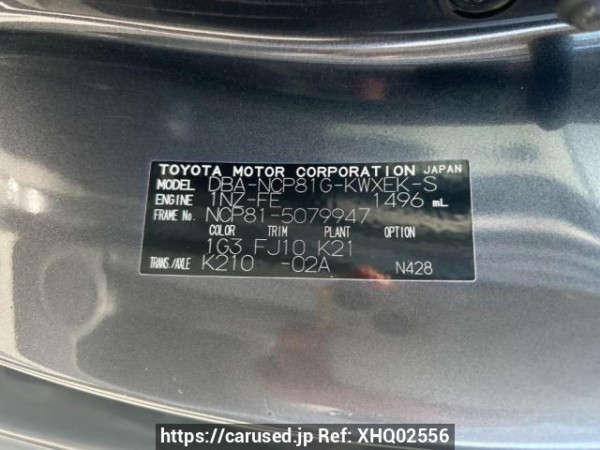 TOYOTA MOTOR CORPORATION JAPAN
MODEL DBA-NCP81G-KWXEK-S
ENGINE 1NZ-FE 1496 mL
FRAME No. NCP81-5079947
COLOR TRIM PLANT OPTION
1G3 FJ10 K21
TRANS./AXLE K210 -02A N428
https://carused.jp Ref: XHQ02556